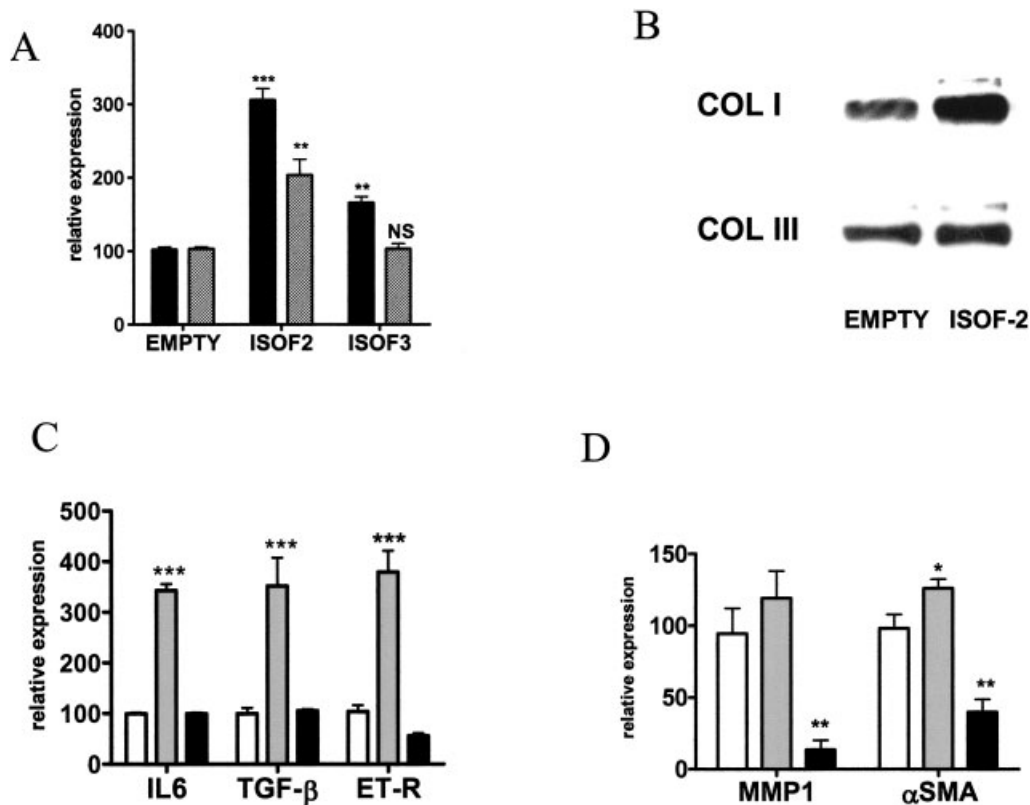 A
relative expression
400
300
200
100
0
***
**
**
NS
EMPTY ISOF2 ISOF3
B
COL I
COL III
EMPTY ISOF-2
C
relative expression
500
400
300
200
100
0
***
***
***
IL6 TGF-β ET-R
D
relative expression
150
100
50
0
**
*
**
MMP1 αSMA